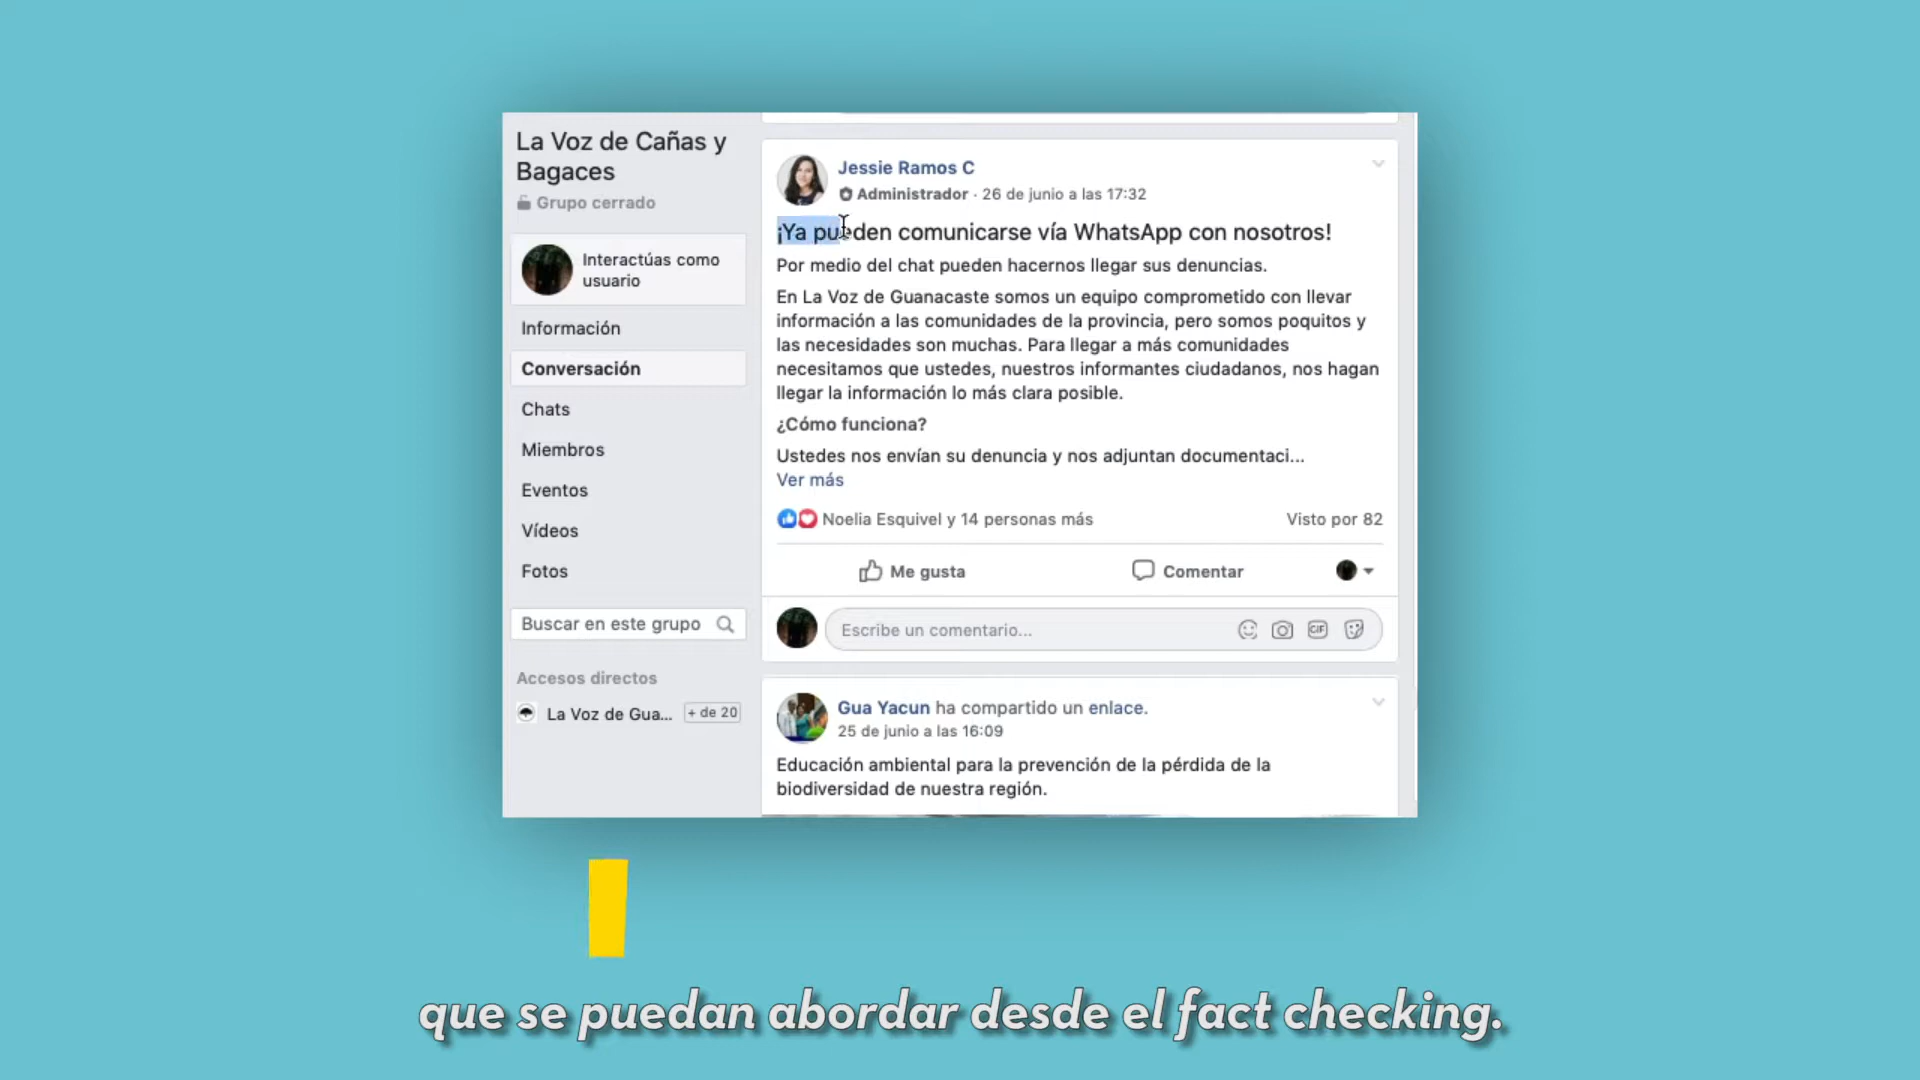 La Voz de Cañas y
Bagaces
Grupo cerrado
Interactúas como
usuario
Información
Conversación
Chats
Miembros
Eventos
Vídeos
Fotos
Buscar en este grupo
Accesos directos
La Voz de Gua...
+ de 20
Jessie Ramos C
Administrador · 26 de junio a las 17:32
¡Ya pueden comunicarse vía WhatsApp con nosotros!
Por medio del chat pueden hacernos llegar sus denuncias.
En La Voz de Guanacaste somos un equipo comprometido con llevar
información a las comunidades de la provincia, pero somos poquitos y
las necesidades son muchas. Para llegar a más comunidades
necesitamos que ustedes, nuestros informantes ciudadanos, nos hagan
llegar la información lo más clara posible.
¿Cómo funciona?
Ustedes nos envían su denuncia y nos adjuntan documentaci...
Ver más
Noelia Esquivel y 14 personas más
Visto por 82
Me gusta
Comentar
Escribe un comentario...
GIF
Gua Yacun ha compartido un enlace.
25 de junio a las 16:09
Educación ambiental para la prevención de la pérdida de la
biodiversidad de nuestra región.
que se puedan abordar desde el fact checking.